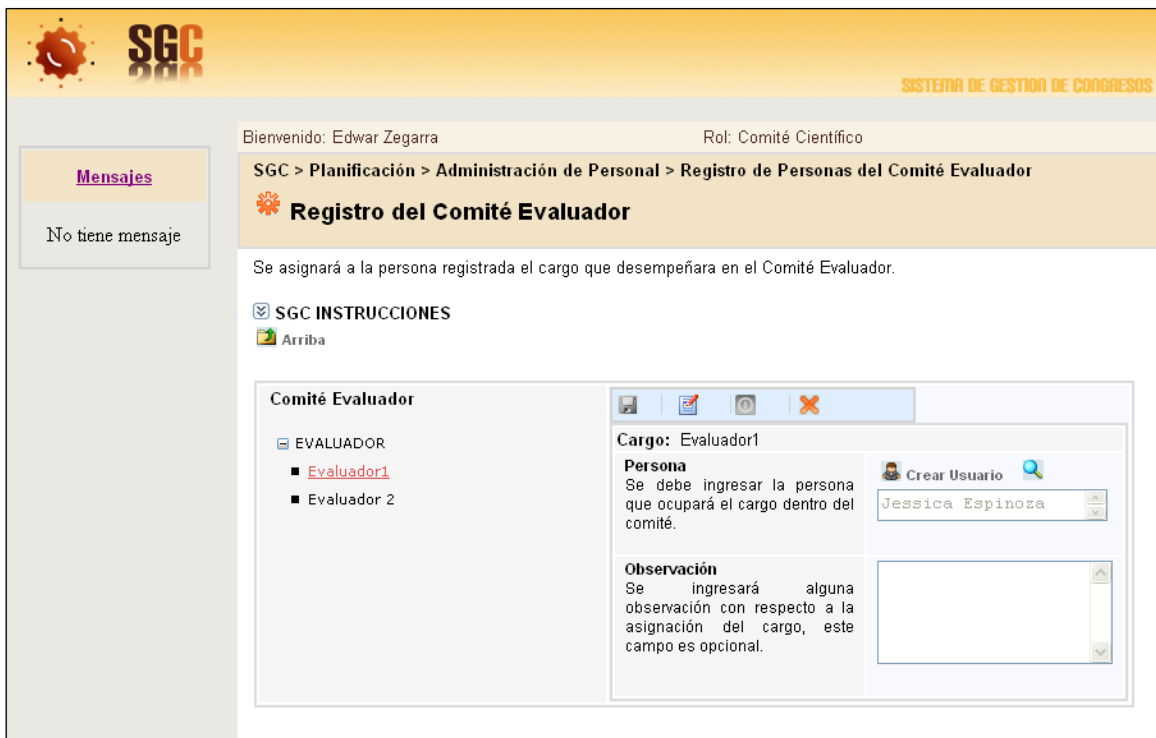 SGC
SISTEMA DE GESTION DE CONGRESOS
Bienvenido: Edwar Zegarra
Rol: Comité Científico
Mensajes
No tiene mensaje
SGC > Planificación > Administración de Personal > Registro de Personas del Comité Evaluador
Registro del Comité Evaluador
Se asignará a la persona registrada el cargo que desempeñara en el Comité Evaluador.
SGC INSTRUCCIONES
Arriba
Comité Evaluador
EVALUADOR
Evaluador1
Evaluador 2
Cargo: Evaluador1
Persona
Se debe ingresar la persona
que ocupará el cargo dentro del
comité.
Crear Usuario
Jessica Espinoza
Observación
Se ingresará alguna
observación con respecto a la
asignación del cargo, este
campo es opcional.